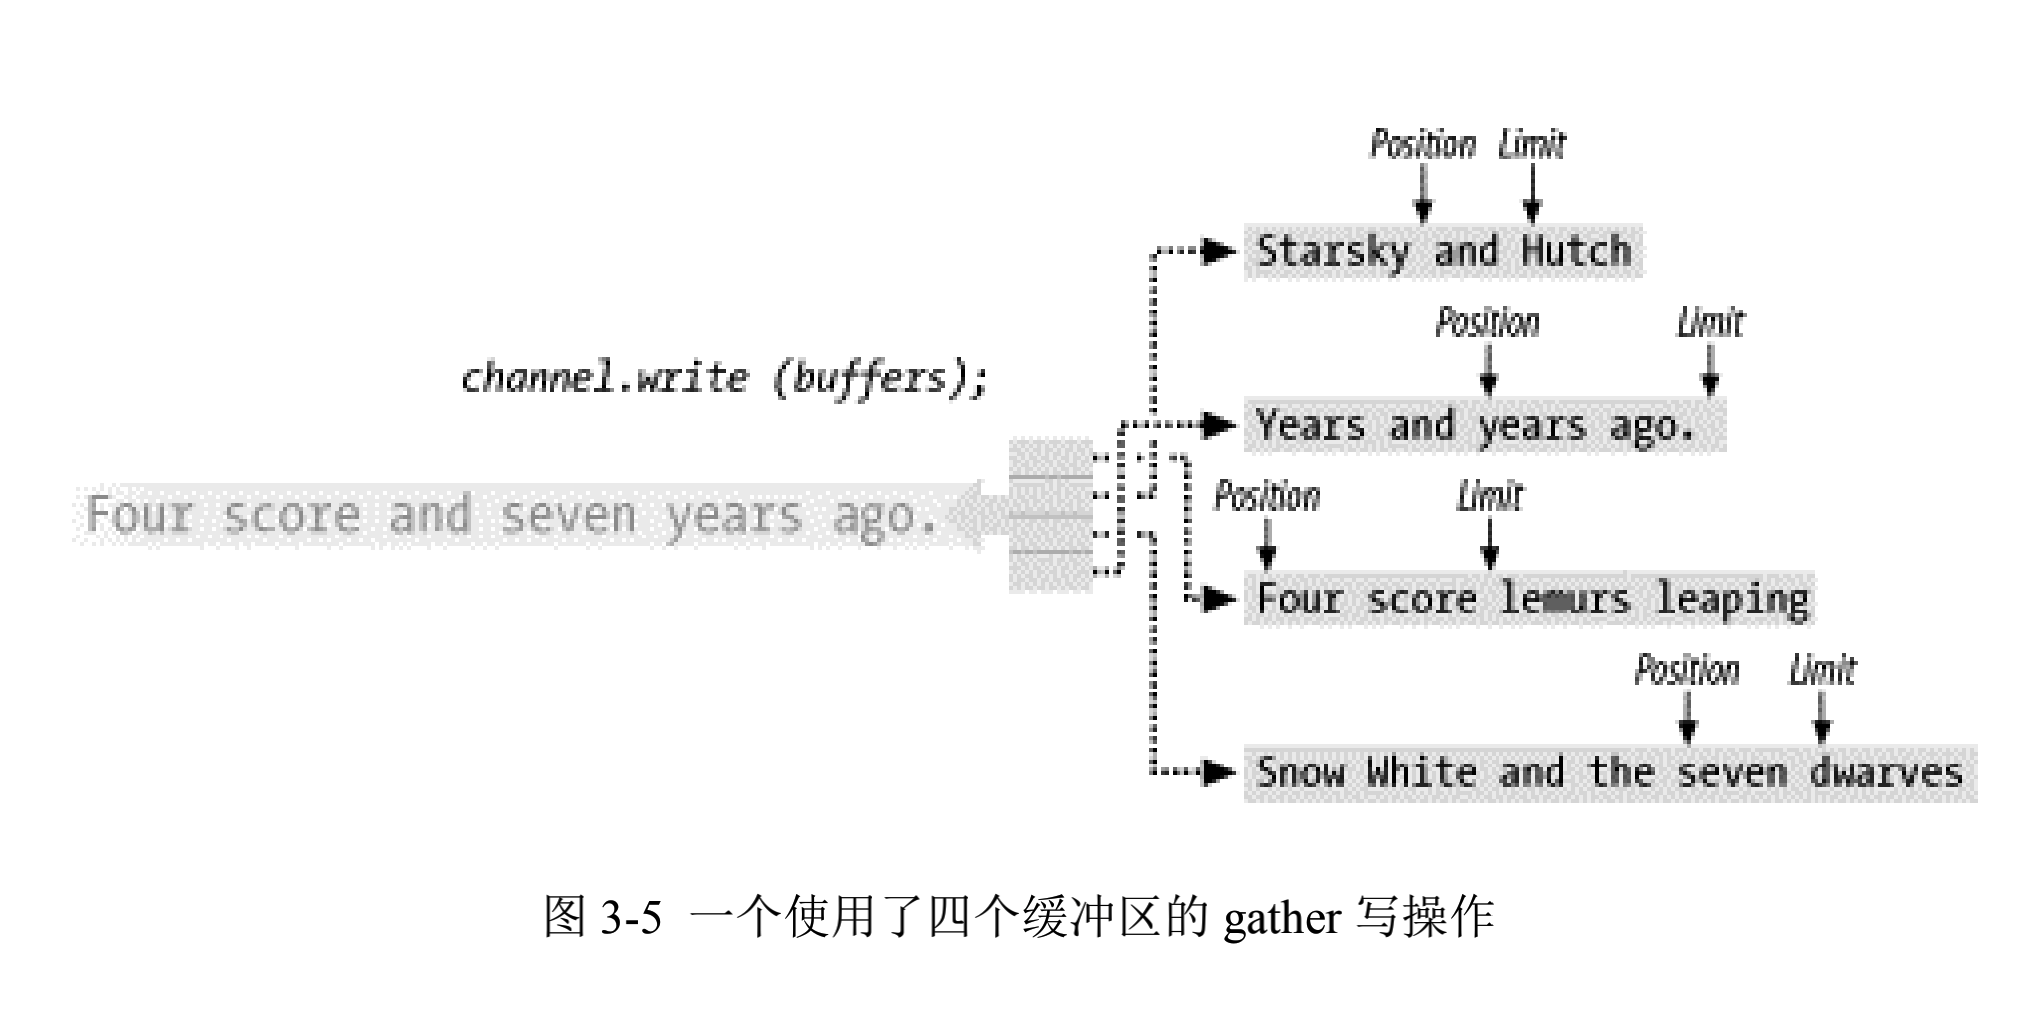 Position Limit
Starsky and Hutch
Position Limit
channel.write (buffers);
Years and years ago.
Position Limit
Four score and seven years ago.
Four score lemurs leaping
Position Limit
Snow White and the seven dwarves
图 3-5 一个使用了四个缓冲区的 gather 写操作